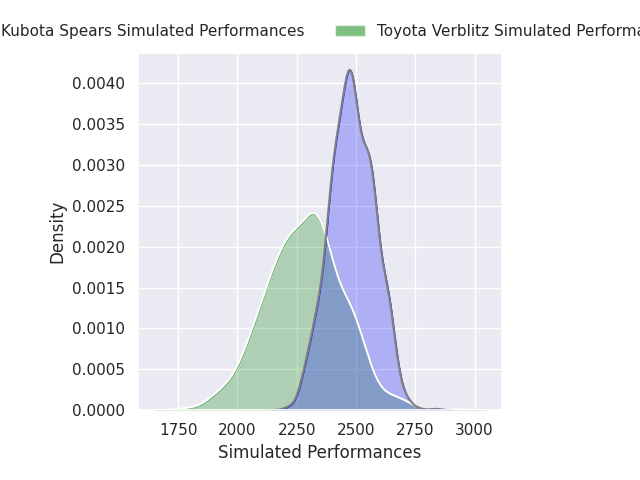 Kubota Spears Simulated Performances
Toyota Verblitz Simulated
0.0040
0.0035
0.0030
0.0025
0.0020
0.0015
0.0010
0.0005
0.0000
Density
1750 2000 2250 2500 2750 3000
Simulated Performances